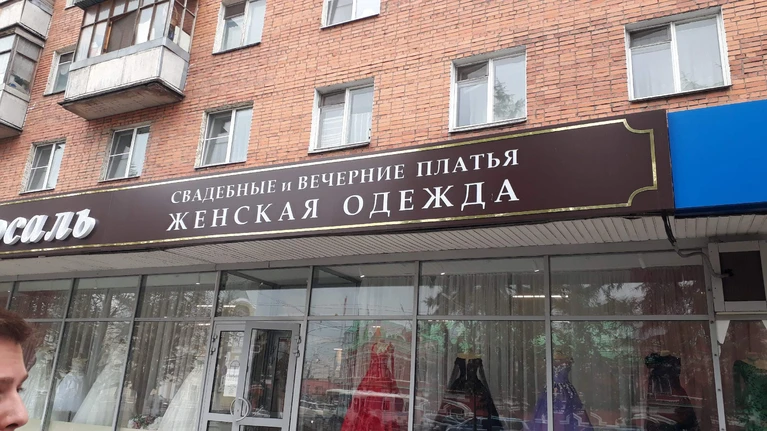 СВАДЕБНЫЕ и ВЕЧЕРНИЕ ПЛАТЬЯ
ЖЕНСКАЯ ОДЕЖДА